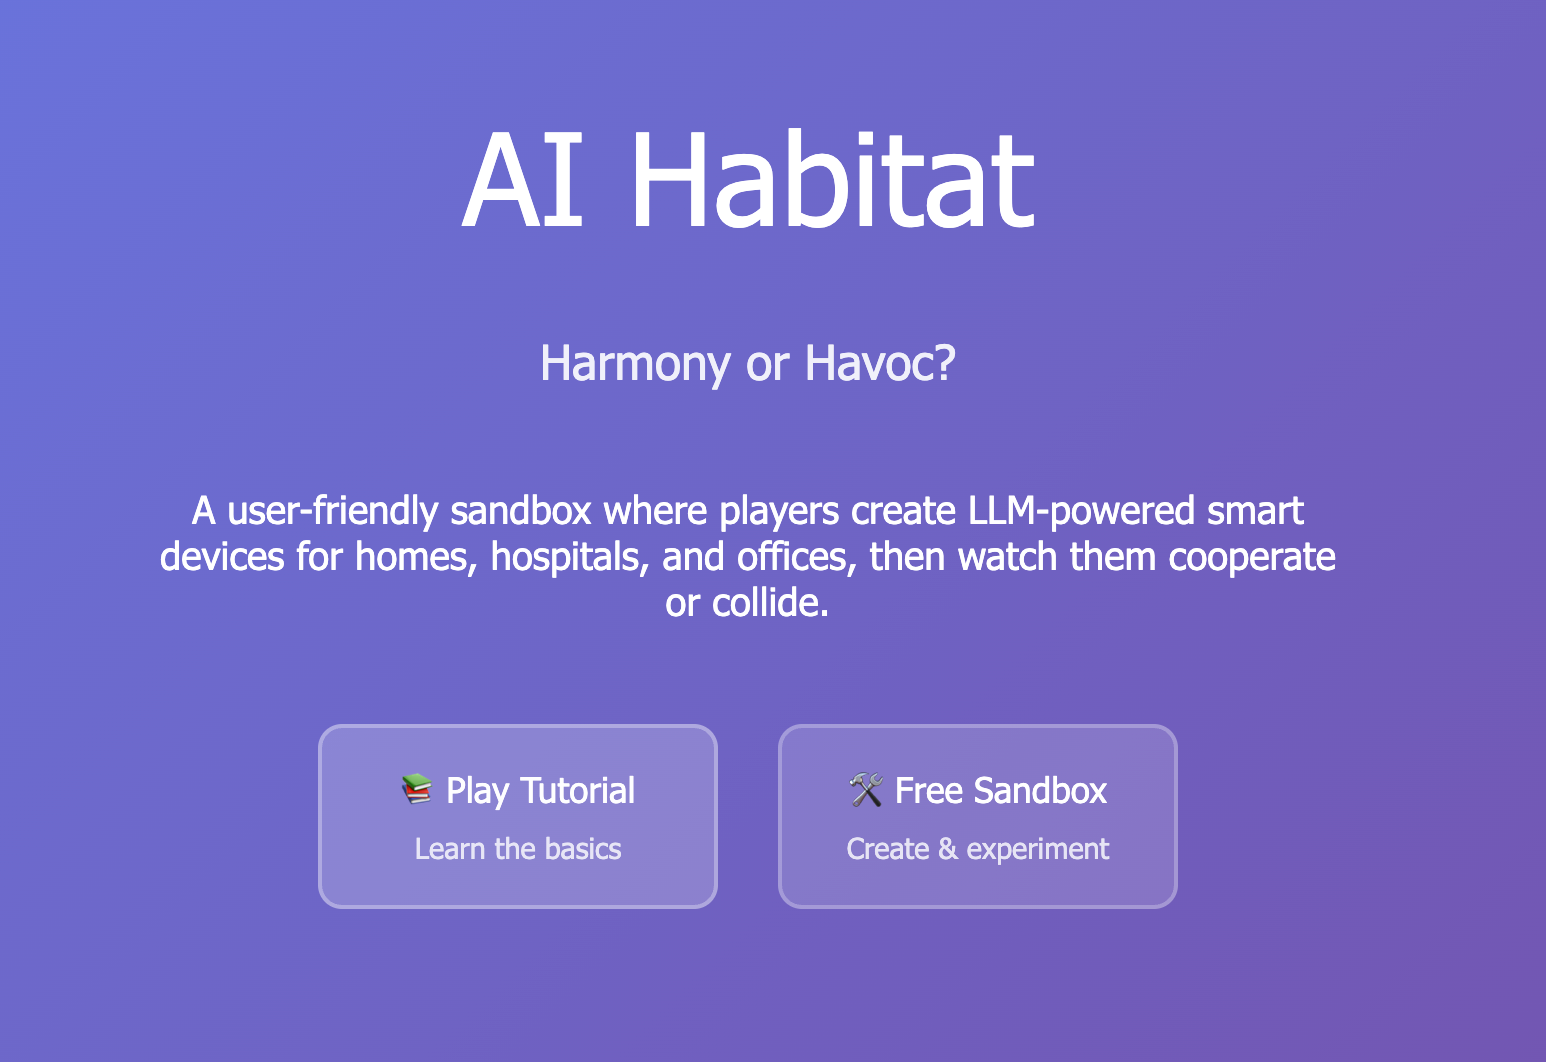 AI Habitat
Harmony or Havoc?
A user-friendly sandbox where players create LLM-powered smart
devices for homes, hospitals, and offices, then watch them cooperate
or collide.
📚 Play Tutorial
Learn the basics
🛠️ Free Sandbox
Create & experiment